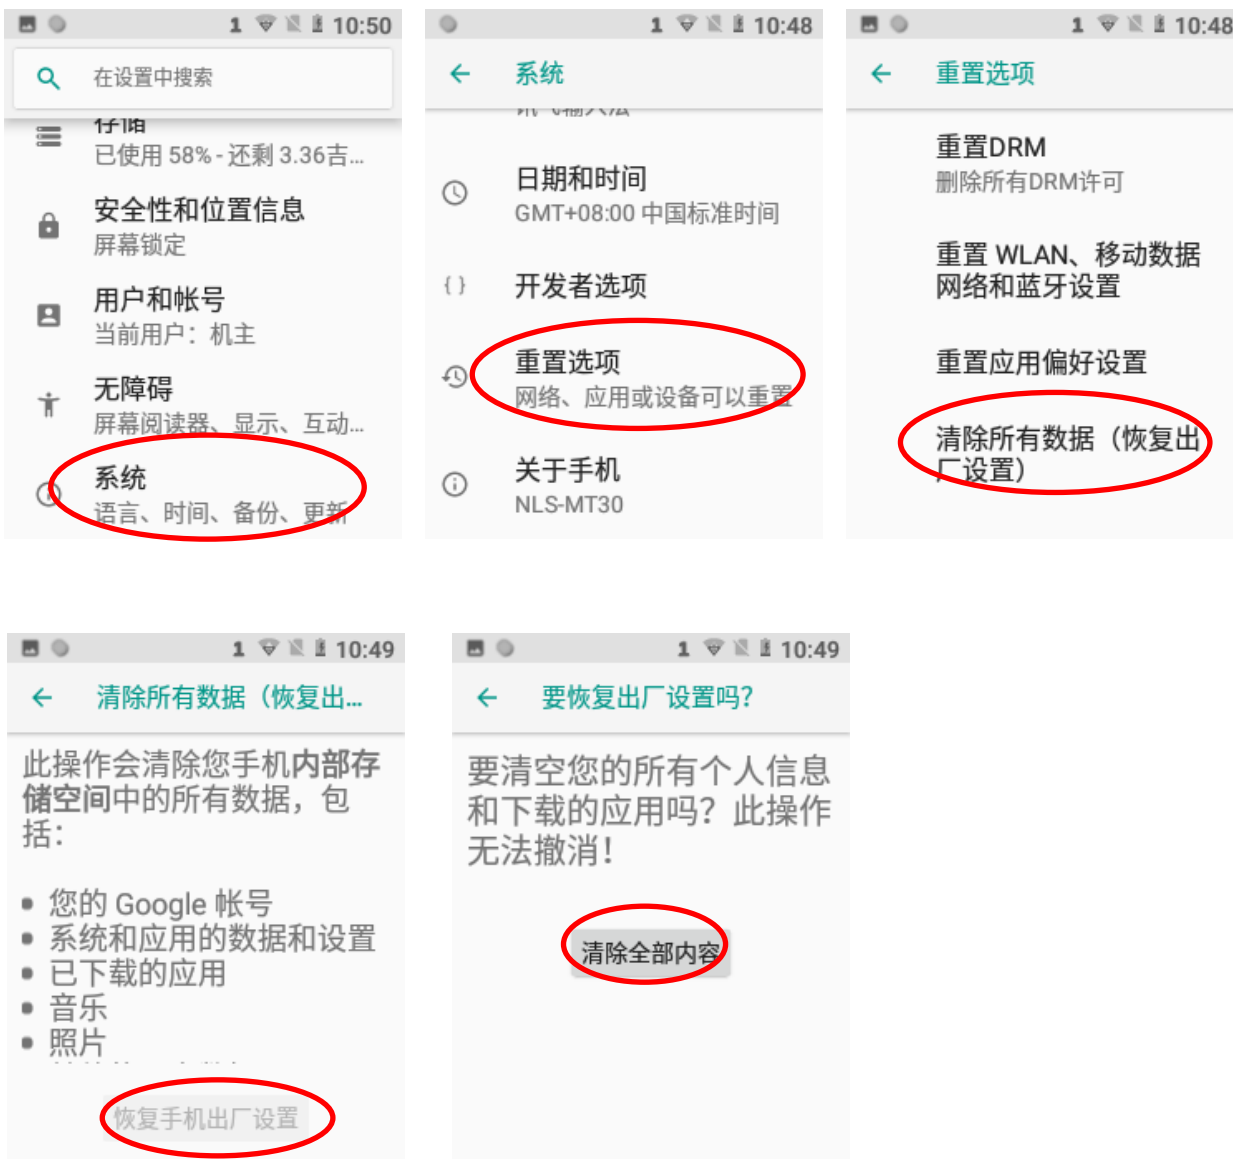 1 10:50
在设置中搜索
存储
已使用 58% - 还剩 3.36吉...
安全性和位置信息
屏幕锁定
用户和帐号
当前用户：机主
无障碍
屏幕阅读器、显示、互动...
系统
语言、时间、备份、更新
1 10:48
系统
日期和时间
GMT+08:00 中国标准时间
{ } 开发者选项
重置选项
网络、应用或设备可以重置
关于手机
NLS-MT30
1 10:48
重置选项
重置DRM
删除所有DRM许可
重置 WLAN、移动数据
网络和蓝牙设置
重置应用偏好设置
清除所有数据（恢复出
厂设置）
1 10:49
清除所有数据（恢复出...
此操作会清除您手机内部存
储空间中的所有数据，包
括：
• 您的 Google 帐号
• 系统和应用的数据和设置
• 已下载的应用
• 音乐
• 照片
恢复手机出厂设置
1 10:49
要恢复出厂设置吗？
要清空您的所有个人信息
和下载的应用吗？此操作
无法撤消！
清除全部内容